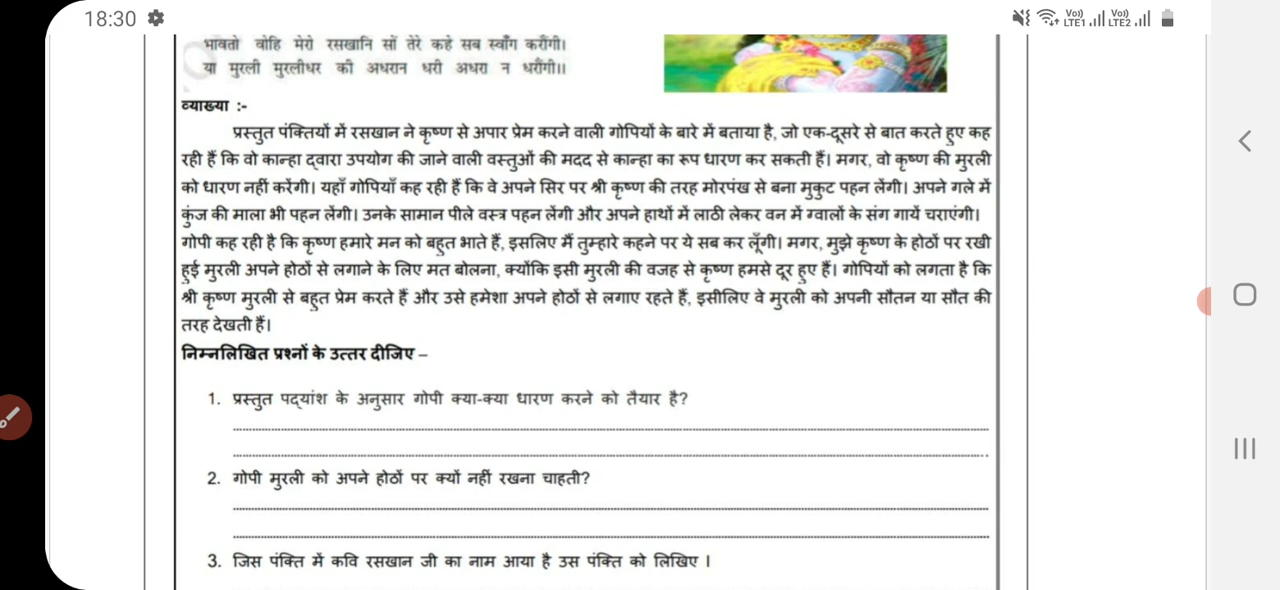 18:30
Vo)) LTE1 Vo)) LTE2
भावतो वोहि मेरो रसखानि सों तेरे कहे सब स्वाँग करौंगी।
या मुरली मुरलीधर की अधरान धरी अधरा न धरौंगी॥
व्याख्या :-
प्रस्तुत पंक्तियों में रसखान ने कृष्ण से अपार प्रेम करने वाली गोपियों के बारे में बताया है, जो एक-दूसरे से बात करते हुए कह
रही हैं कि वो कान्हा द्वारा उपयोग की जाने वाली वस्तुओं की मदद से कान्हा का रूप धारण कर सकती हैं। मगर, वो कृष्ण की मुरली
को धारण नहीं करेंगी। यहाँ गोपियाँ कह रही हैं कि वे अपने सिर पर श्री कृष्ण की तरह मोरपंख से बना मुकुट पहन लेंगी। अपने गले में
कुंज की माला भी पहन लेंगी। उनके सामान पीले वस्त्र पहन लेंगी और अपने हाथों में लाठी लेकर वन में ग्वालों के संग गायें चराएंगी।
गोपी कह रही है कि कृष्ण हमारे मन को बहुत भाते हैं, इसलिए मैं तुम्हारे कहने पर ये सब कर लूँगी। मगर, मुझे कृष्ण के होठों पर रखी
हुई मुरली अपने होठों से लगाने के लिए मत बोलना, क्योंकि इसी मुरली की वजह से कृष्ण हमसे दूर हुए हैं। गोपियों को लगता है कि
श्री कृष्ण मुरली से बहुत प्रेम करते हैं और उसे हमेशा अपने होठों से लगाए रहते हैं, इसीलिए वे मुरली को अपनी सौतन या सौत की
तरह देखती हैं।
निम्नलिखित प्रश्नों के उत्तर दीजिए –
1. प्रस्तुत पद्यांश के अनुसार गोपी क्या-क्या धारण करने को तैयार है?
2. गोपी मुरली को अपने होठों पर क्यों नहीं रखना चाहती?
3. जिस पंक्ति में कवि रसखान जी का नाम आया है उस पंक्ति को लिखिए ।